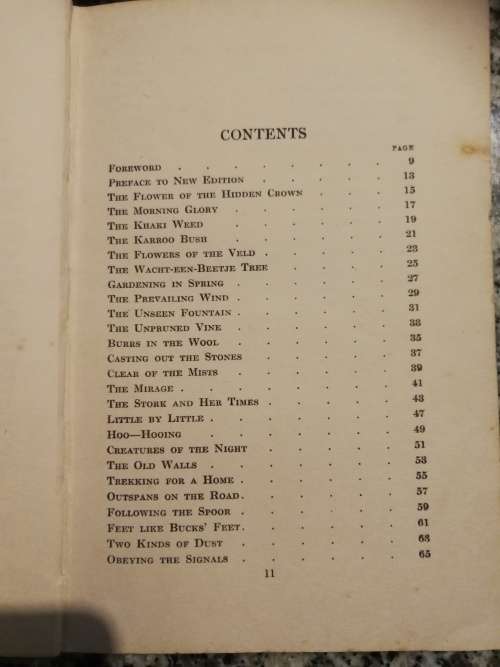 CONTENTS
PAGE
FOREWORD . . . . . . . 9
PREFACE TO NEW EDITION . . . . . 13
THE FLOWER OF THE HIDDEN CROWN . . . 15
THE MORNING GLORY . . . . . . 17
THE KHAKI WEED . . . . . . 19
THE KARROO BUSH . . . . . . 21
THE FLOWERS OF THE VELD . . . . . 23
THE WACHT-EEN-BEETJE TREE . . . . 25
GARDENING IN SPRING . . . . . . 27
THE PREVAILING WIND . . . . . . 29
THE UNSEEN FOUNTAIN . . . . . . 31
THE UNPRUNED VINE . . . . . . 33
BURRS IN THE WOOL . . . . . . 35
CASTING OUT THE STONES . . . . . 37
CLEAR OF THE MISTS . . . . . . 39
THE MIRAGE . . . . . . . 41
THE STORK AND HER TIMES . . . . . 43
LITTLE BY LITTLE . . . . . . . 47
HOO—HOOING . . . . . . 49
CREATURES OF THE NIGHT . . . . . 51
THE OLD WALLS . . . . . . . 53
TREKKING FOR A HOME . . . . . . 55
OUTSPANS ON THE ROAD . . . . . . 57
FOLLOWING THE SPOOR . . . . . . 59
FEET LIKE BUCKS' FEET . . . . . . 61
TWO KINDS OF DUST . . . . . . 63
OBEYING THE SIGNALS . . . . . . 65
11